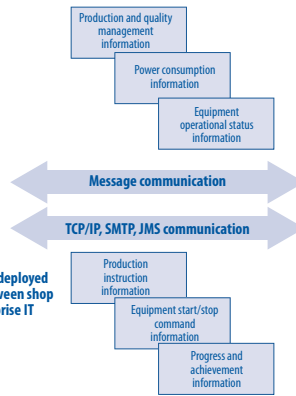 Production and quality
management
information
Power consumption
information
Equipment
operational status
information
Message communication
TCP/IP, SMTP, JMS communication
deployed
ween shop
prise IT
Production
instruction
information
Equipment start/stop
command
information
Progress and
achievement
information